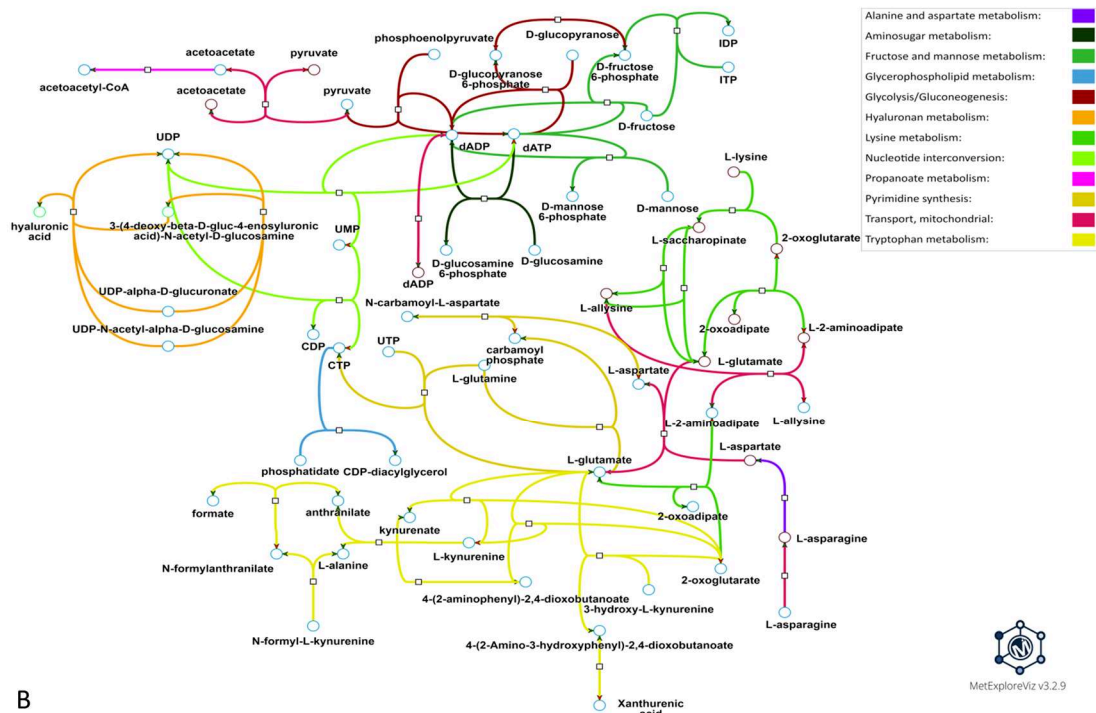 D-glucopyranose
IDP
phosphoenolpyruvate
acetoacetate
pyruvate
acetoacetyl-CoA
D-glucopyranose
6-phosphate
D-fructose
6-phosphate
ITP
acetoacetate
pyruvate
D-fructose
UDP
dADP
dATP
L-lysine
hyaluronic
acid
3-(4-deoxy-beta-D-gluc-4-enosyluronic
acid)-N-acetyl-D-glucosamine
UMP
D-mannose
6-phosphate
D-mannose
L-saccharopinate
2-oxoglutarate
D-glucosamine
6-phosphate
D-glucosamine
dADP
UDP-alpha-D-glucuronate
N-carbamoyl-L-aspartate
L-allysine
UDP-N-acetyl-alpha-D-glucosamine
2-oxoadipate
L-2-aminoadipate
CDP
CTP
UTP
carbamoyl
phosphate
L-glutamate
L-glutamine
L-aspartate
L-2-aminoadipate
L-allysine
L-aspartate
phosphatidate
CDP-diacylglycerol
L-glutamate
formate
anthranilate
kynurenate
2-oxoadipate
L-asparagine
N-formylanthranilate
L-alanine
L-kynurenine
2-oxoglutarate
4-(2-aminophenyl)-2,4-dioxobutanoate
3-hydroxy-L-kynurenine
L-asparagine
N-formyl-L-kynurenine
4-(2-Amino-3-hydroxyphenyl)-2,4-dioxobutanoate
Xanthurenic
acid
Alanine and aspartate metabolism:
Aminosugar metabolism:
Fructose and mannose metabolism:
Glycerophospholipid metabolism:
Glycolysis/Gluconeogenesis:
Hyaluronan metabolism:
Lysine metabolism:
Nucleotide interconversion:
Propanoate metabolism:
Pyrimidine synthesis:
Transport, mitochondrial:
Tryptophan metabolism:
MetExploreViz v3.2.9
B